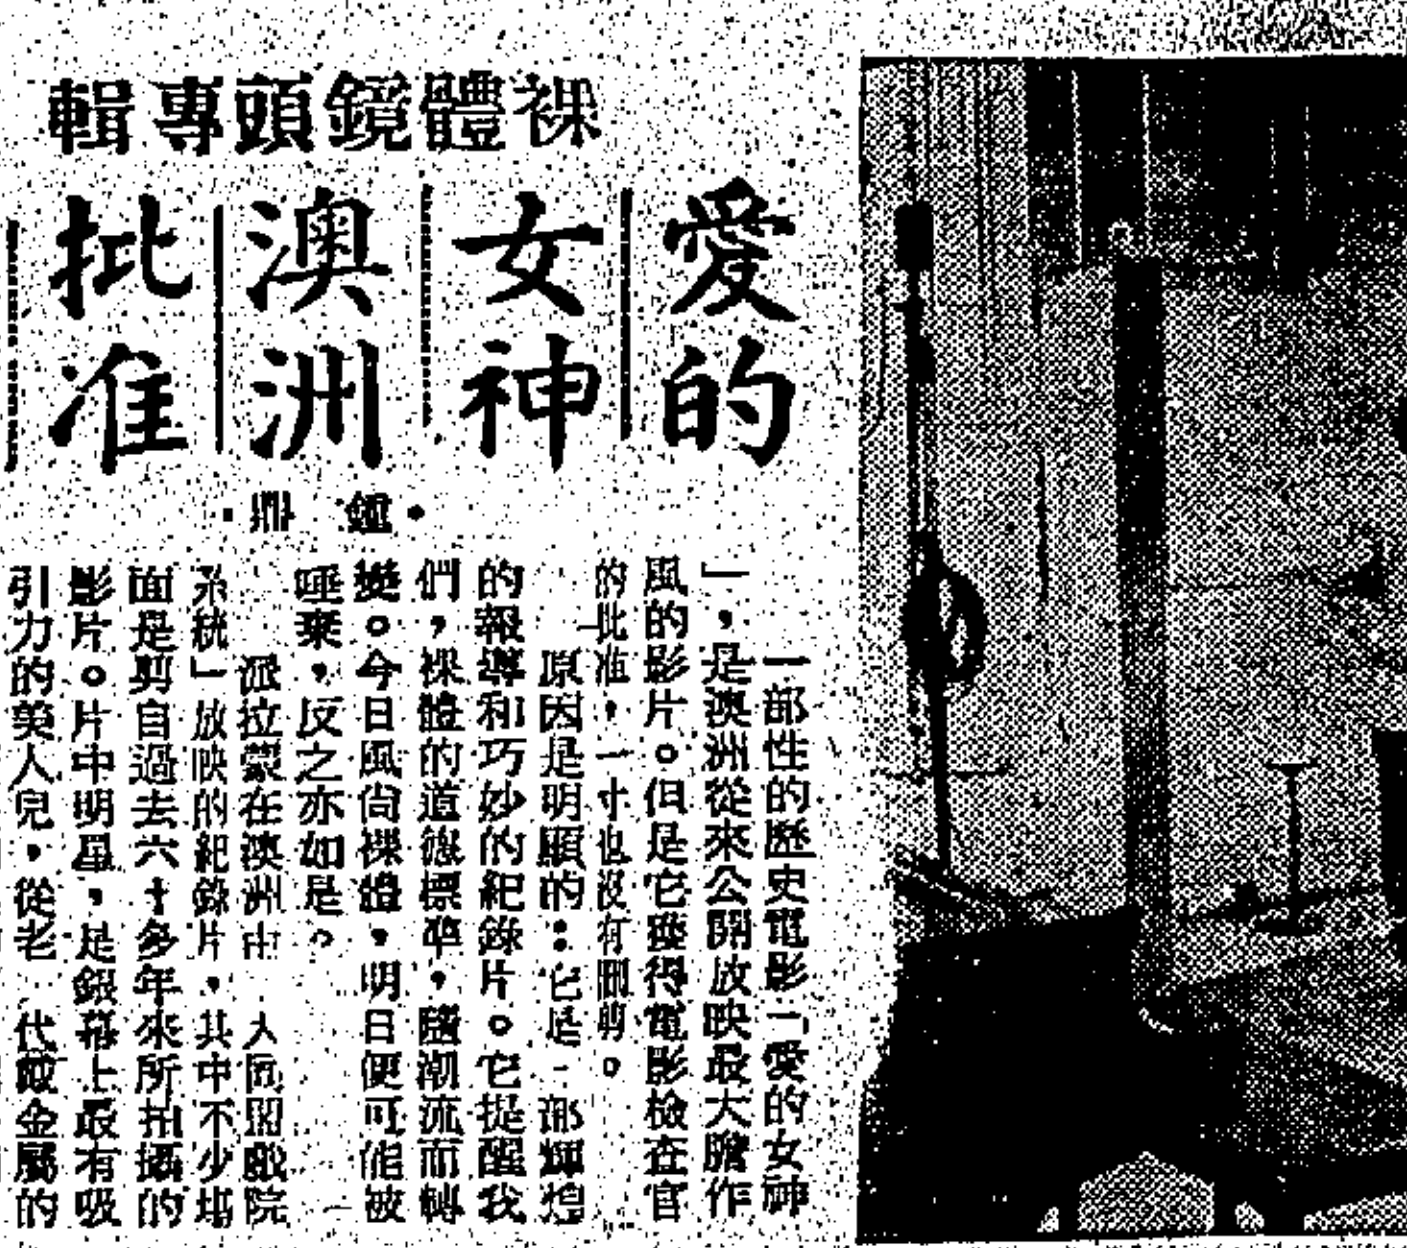 裸體鏡頭專輯
愛的
女神
澳洲
批准
一部性的歷史電影「愛的女神
」，是澳洲從來公開放映最大膽作
風的影片。但是它獲得電影檢查官
的批准，一寸也沒有刪剪。
原因是明顯的：它是一部輝煌
的報導和巧妙的紀錄片。它提醒我
們，裸體的道德標準，隨潮流而轉
變。今日風尚裸體，明日便可能被
唾棄，反之亦如是。
派拉蒙在澳洲由 大同閣戲院
系統」放映的紀錄片，其中不少場
面是剪自過去六十多年來所拍攝的
影片。片中明星，是銀幕上最有吸
引力的美人兒，從老 代 金屬的